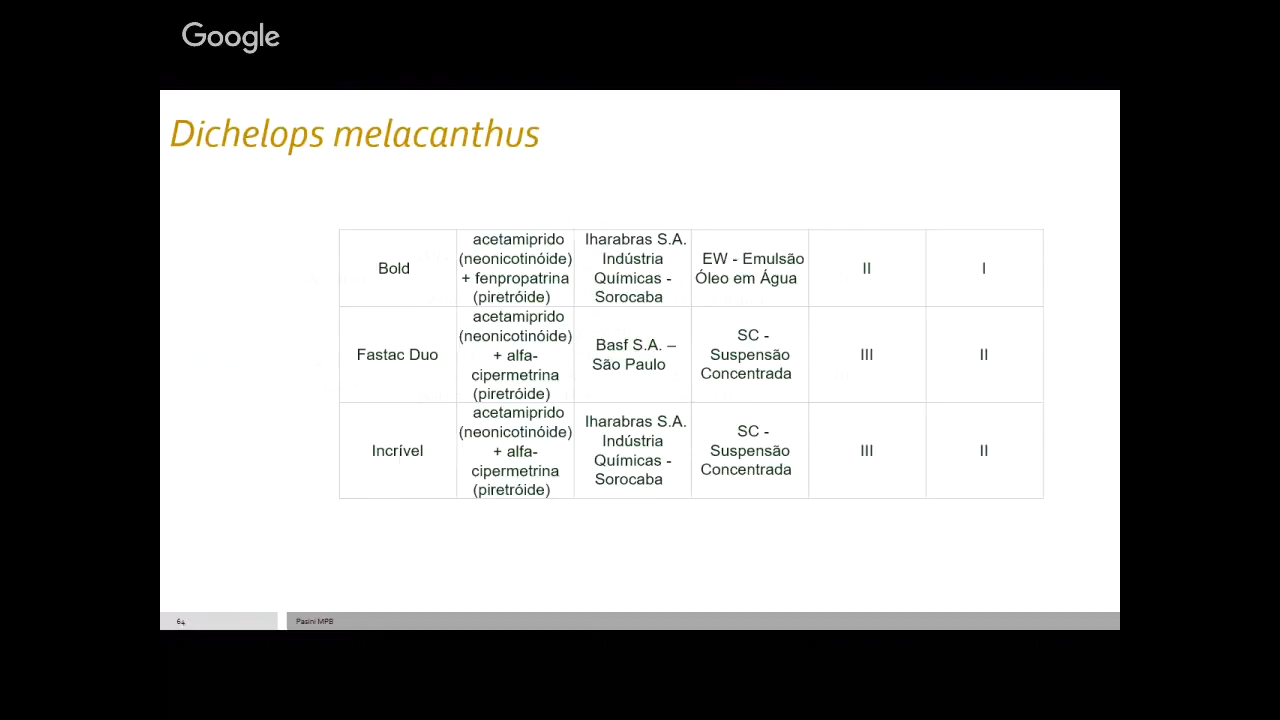 Google
Dichelops melacanthus
Bold
acetamiprido
(neonicotinóide)
+ fenpropatrina
(piretróide)
Iharabras S.A.
Indústria
Químicas -
Sorocaba
EW - Emulsão
Óleo em Água
II
I
Fastac Duo
acetamiprido
(neonicotinóide)
+ alfa-
cipermetrina
(piretróide)
Basf S.A. –
São Paulo
SC -
Suspensão
Concentrada
III
II
Incrível
acetamiprido
(neonicotinóide)
+ alfa-
cipermetrina
(piretróide)
Iharabras S.A.
Indústria
Químicas -
Sorocaba
SC -
Suspensão
Concentrada
III
II
64
Pasini MPB